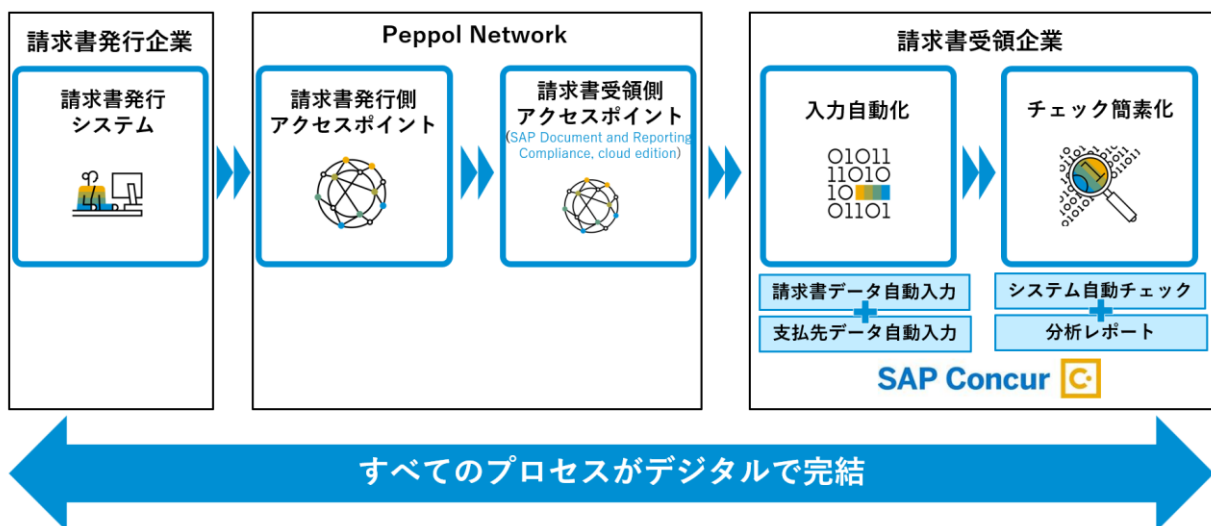 請求書発行企業
請求書発行
システム
Peppol Network
請求書発行側
アクセスポイント
請求書受領側
アクセスポイント
(SAP Document and Reporting
Compliance, cloud edition)
請求書受領企業
入力自動化
01011
11010
10
01101
チェック簡素化
請求書データ自動入力
支払先データ自動入力
システム自動チェック
分析レポート
SAP Concur C
すべてのプロセスがデジタルで完結